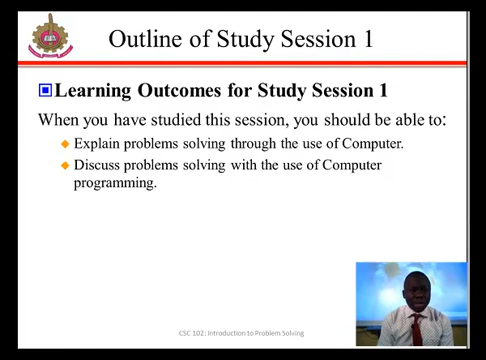 Outline of Study Session 1
Learning Outcomes for Study Session 1
When you have studied this session, you should be able to:
Explain problems solving through the use of Computer.
Discuss problems solving with the use of Computer
programming.
CSC 102: Introduction to Problem Solving